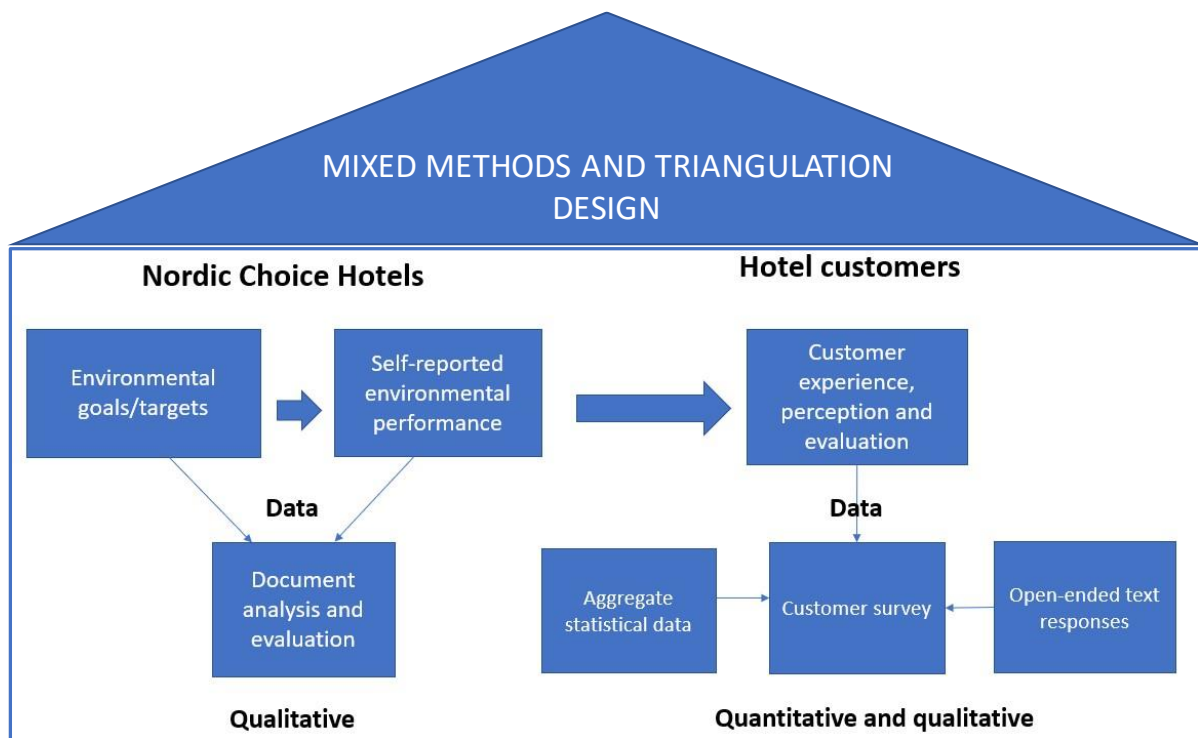 MIXED METHODS AND TRIANGULATION
DESIGN
Nordic Choice Hotels
Hotel customers
Environmental
goals/targets
Self-reported
environmental
performance
Customer
experience,
perception and
evaluation
Data
Data
Document
analysis and
evaluation
Aggregate
statistical data
Customer survey
Open-ended text
responses
Qualitative
Quantitative and qualitative